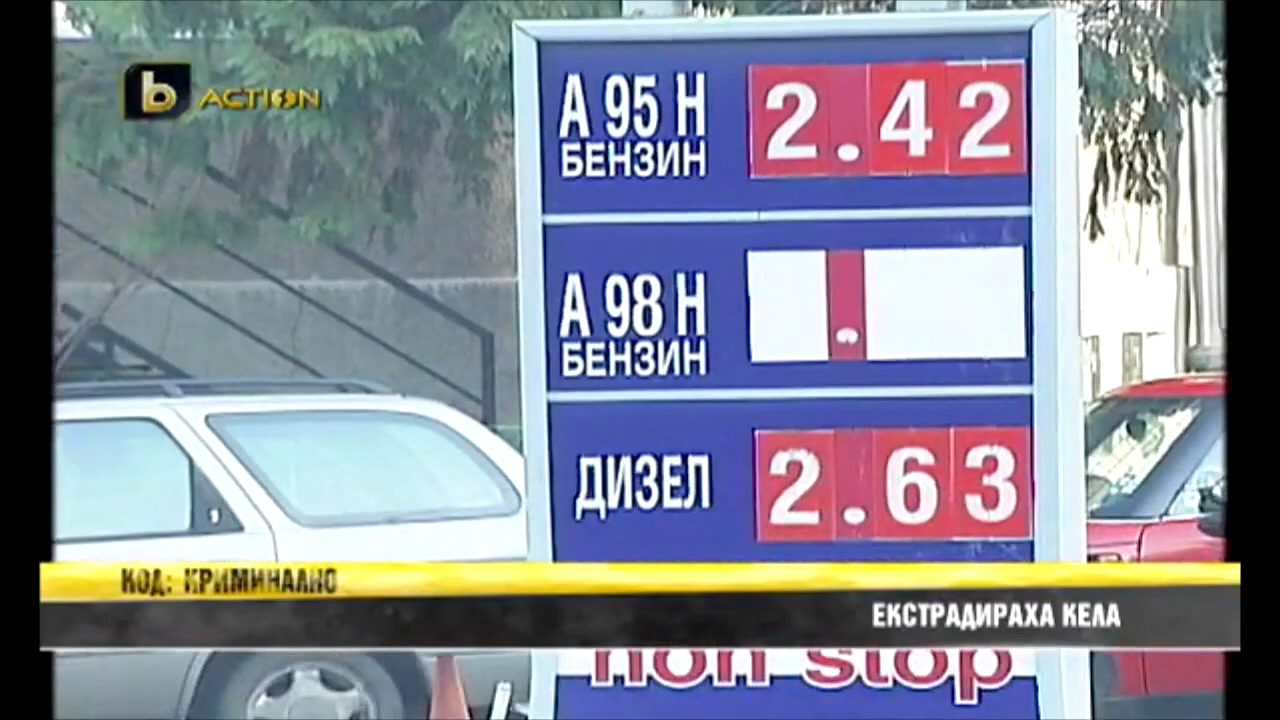 b ACTION
А 95 Н 2.42
БЕНЗИН
А 98 Н .
БЕНЗИН
ДИЗЕЛ 2.63
КОД: КРИМИНАЛНО
ЕКСТРАДИРАХА КЕЛА
non stop